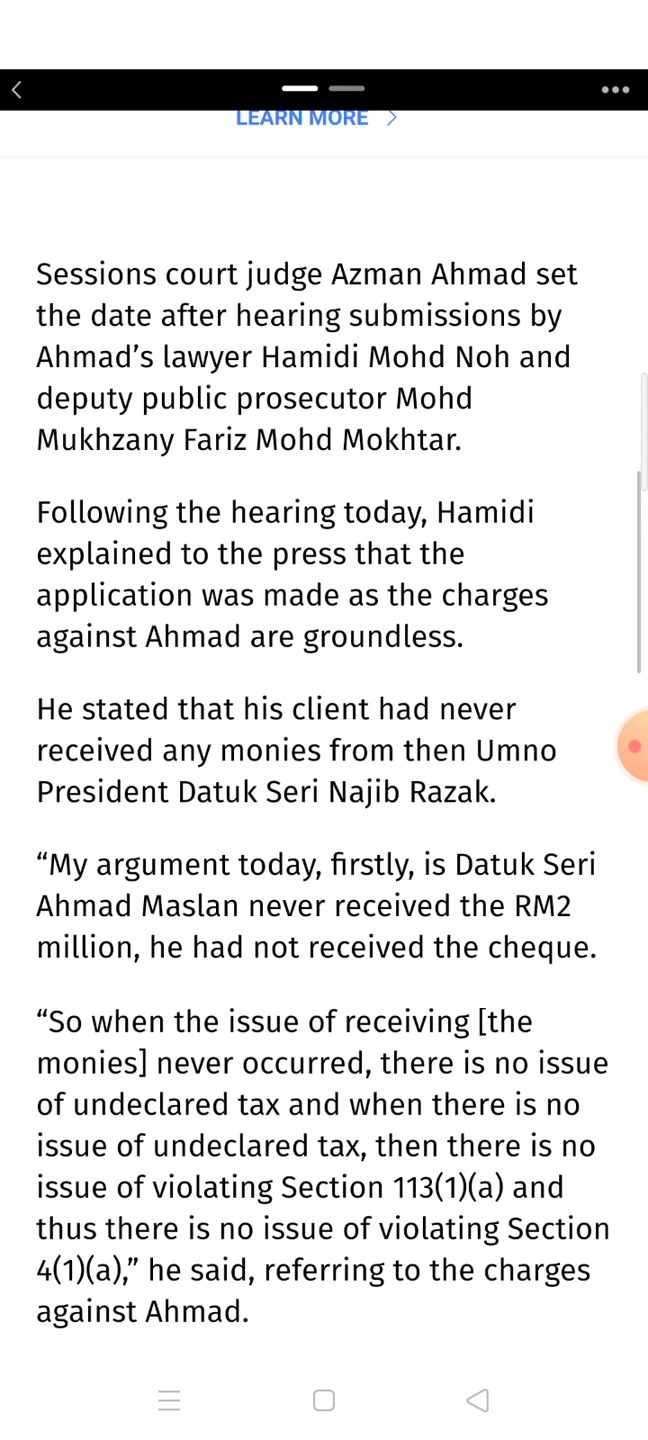 LEARN MORE
Sessions court judge Azman Ahmad set
the date after hearing submissions by
Ahmad’s lawyer Hamidi Mohd Noh and
deputy public prosecutor Mohd
Mukhzany Fariz Mohd Mokhtar.
Following the hearing today, Hamidi
explained to the press that the
application was made as the charges
against Ahmad are groundless.
He stated that his client had never
received any monies from then Umno
President Datuk Seri Najib Razak.
“My argument today, firstly, is Datuk Seri
Ahmad Maslan never received the RM2
million, he had not received the cheque.
“So when the issue of receiving [the
monies] never occurred, there is no issue
of undeclared tax and when there is no
issue of undeclared tax, then there is no
issue of violating Section 113(1)(a) and
thus there is no issue of violating Section
4(1)(a),” he said, referring to the charges
against Ahmad.